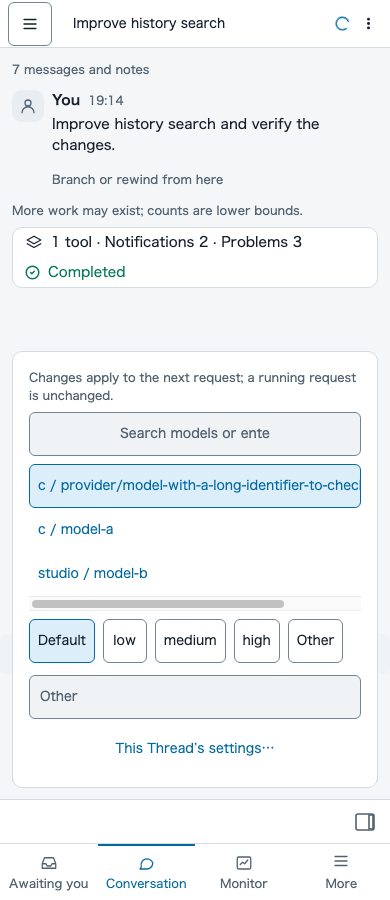 Improve history search
7 messages and notes
You 19:14
Improve history search and verify the
changes.
Branch or rewind from here
More work may exist; counts are lower bounds.
1 tool · Notifications 2 · Problems 3
Completed
Changes apply to the next request; a running request
is unchanged.
Search models or ente
c / provider/model-with-a-long-identifier-to-chec
c / model-a
studio / model-b
Default low medium high Other
Other
This Thread's settings…
Awaiting you Conversation Monitor More